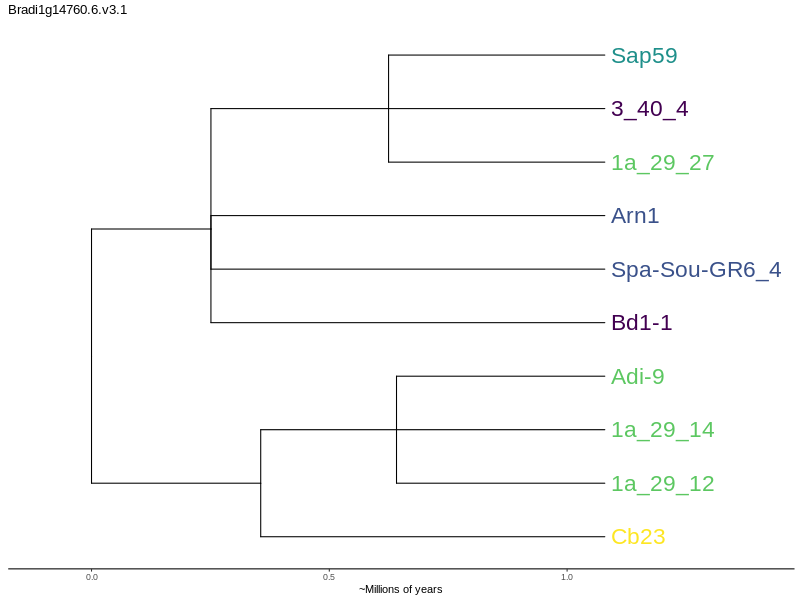 Bradi1g14760.6.v3.1
Sap59
3_40_4
1a_29_27
Arn1
Spa-Sou-GR6_4
Bd1-1
Adi-9
1a_29_14
1a_29_12
Cb23
0.0 0.5 1.0
~Millions of years